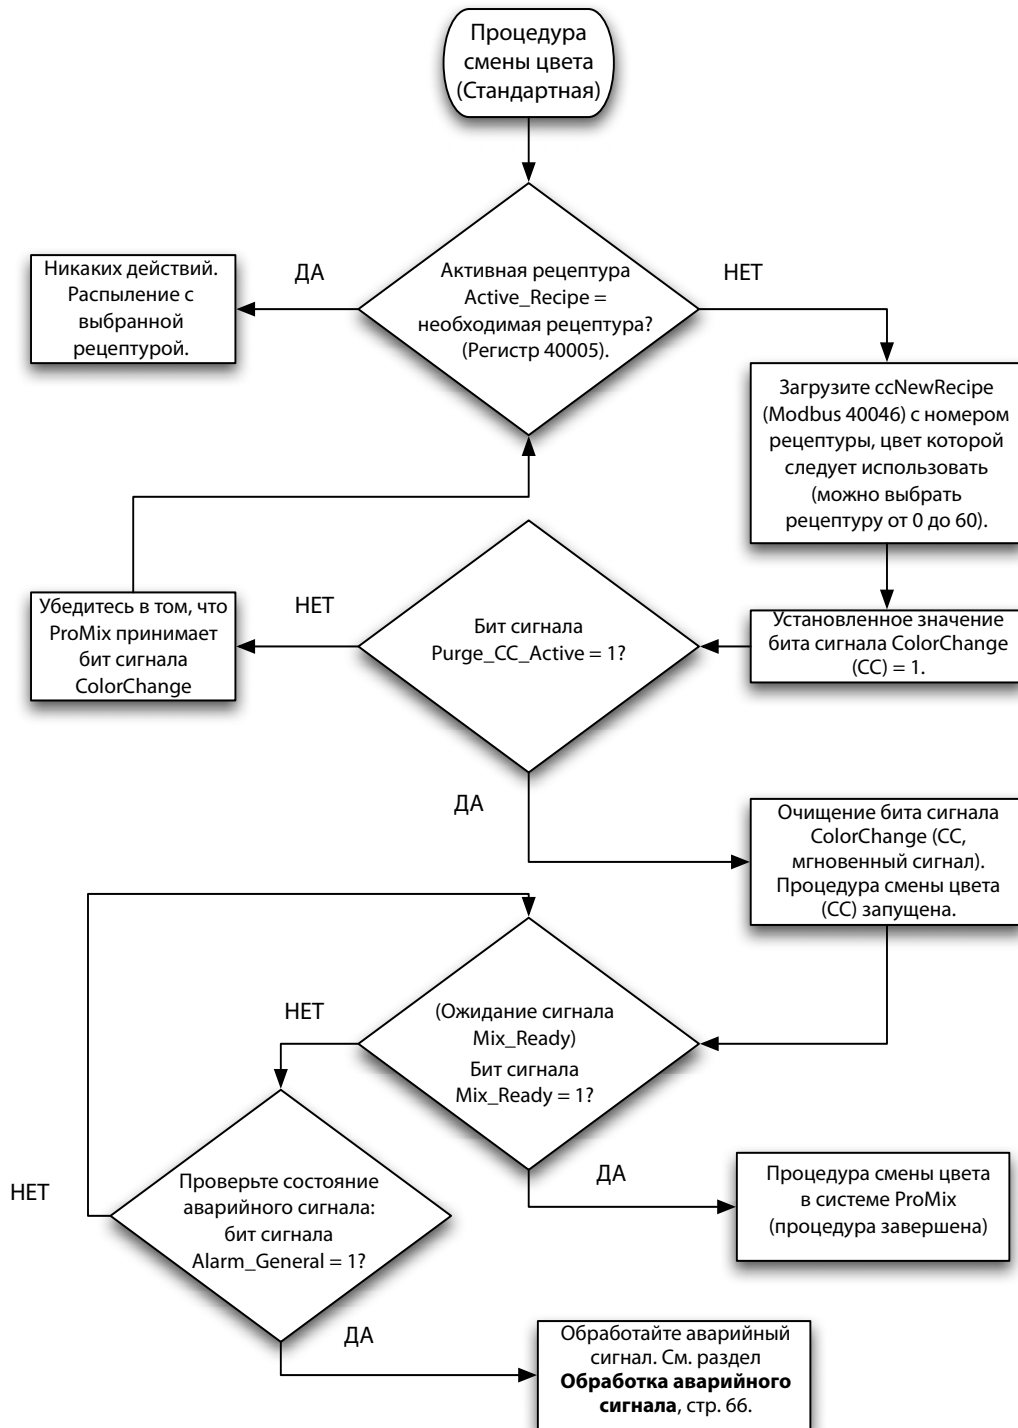 Процедура
смены цвета
(Стандартная)
Никаких действий.
Распыление с
выбранной
рецептурой.
ДА
Активная рецептура
Active_Recipe =
необходимая рецептура?
(Регистр 40005).
НЕТ
Загрузите ccNewRecipe
(Modbus 40046) с номером
рецептуры, цвет которой
следует использовать
(можно выбрать
рецептуру от 0 до 60).
Убедитесь в том, что
ProMix принимает
бит сигнала
ColorChange
НЕТ
Бит сигнала
Purge_CC_Active = 1?
Установленное значение
бита сигнала ColorChange
(CC) = 1.
ДА
Очищение бита сигнала
ColorChange (CC,
мгновенный сигнал).
Процедура смены цвета
(CC) запущена.
НЕТ
(Ожидание сигнала
Mix_Ready)
Бит сигнала
Mix_Ready = 1?
НЕТ
Проверьте состояние
аварийного сигнала:
бит сигнала
Alarm_General = 1?
ДА
Процедура смены цвета
в системе ProMix
(процедура завершена)
ДА
Обработайте аварийный
сигнал. См. раздел
Обработка аварийного
сигнала, стр. 66.